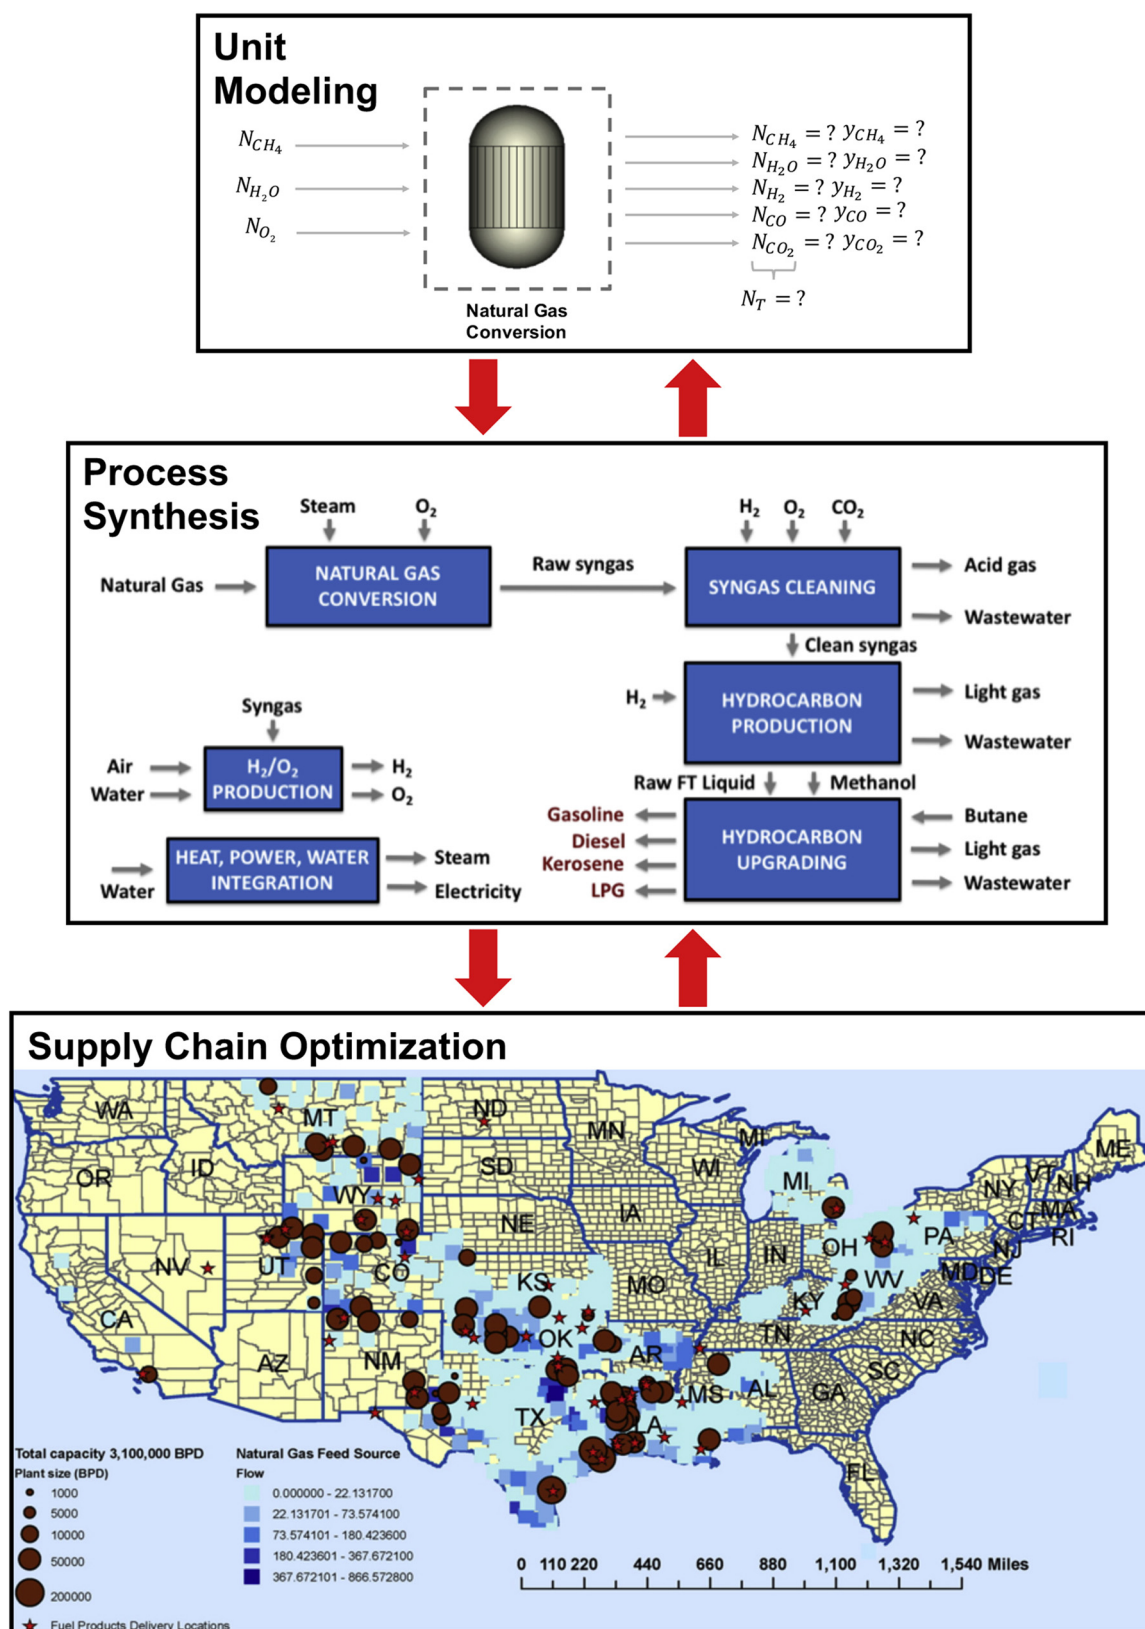 Unit
Modeling
N_CH4
N_H2O
N_O2
N_CH4 = ? y_CH4 = ?
N_H2O = ? y_H2O = ?
N_H2 = ? y_H2 = ?
N_CO = ? y_CO = ?
N_CO2 = ? y_CO2 = ?
N_T = ?
Natural Gas
Conversion
Process
Synthesis
Steam O2
Natural Gas
NATURAL GAS
CONVERSION
Raw syngas
H2 O2 CO2
SYNGAS CLEANING
Acid gas
Wastewater
Clean syngas
H2
HYDROCARBON
PRODUCTION
Light gas
Wastewater
Syngas
Air
Water
H2/O2
PRODUCTION
H2
O2
Raw FT Liquid Methanol
Gasoline
Diesel
Kerosene
LPG
HYDROCARBON
UPGRADING
Butane
Light gas
Wastewater
Water
HEAT, POWER, WATER
INTEGRATION
Steam
Electricity
Supply Chain Optimization
WA
MT
ND
MN
MI
ME
OR
ID
SD
WI
MI
NY
VT
NH
WY
MA
CT
RI
NE
IA
PA
NJ
NV
UT
CO
IL
IN
OH
MD
DE
CA
KS
MO
WV
KY
VA
AZ
NM
OK
AR
TN
NC
SC
TX
LA
MS
AL
GA
FL
Total capacity 3,100,000 BPD
Plant size (BPD)
1000
5000
10000
50000
200000
Fuel Products Delivery Locations
Natural Gas Feed Source
Flow
0.000000 - 22.131700
22.131701 - 73.574100
73.574101 - 180.423600
180.423601 - 367.672100
367.672101 - 866.572800
0 110 220 440 660 880 1,100 1,320 1,540 Miles